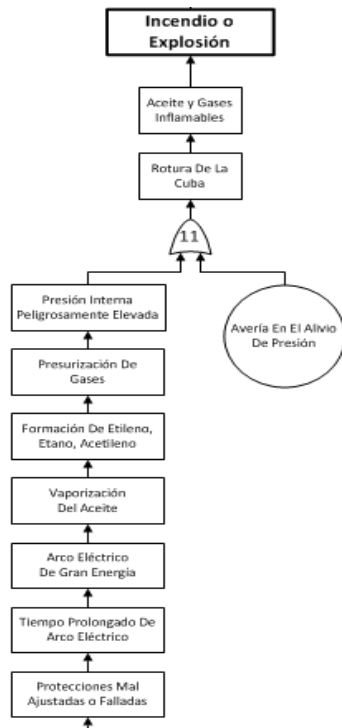 Incendio o
Explosión
Aceite y Gases
Inflamables
Rotura De La
Cuba
11
Presión Interna
Peligrosamente Elevada
Avería En El Alivio
De Presión
Presurización De
Gases
Formación De Etileno,
Etano, Acetileno
Vaporización
Del Aceite
Arco Eléctrico
De Gran Energía
Tiempo Prolongado De
Arco Eléctrico
Protecciones Mal
Ajustadas o Falladas